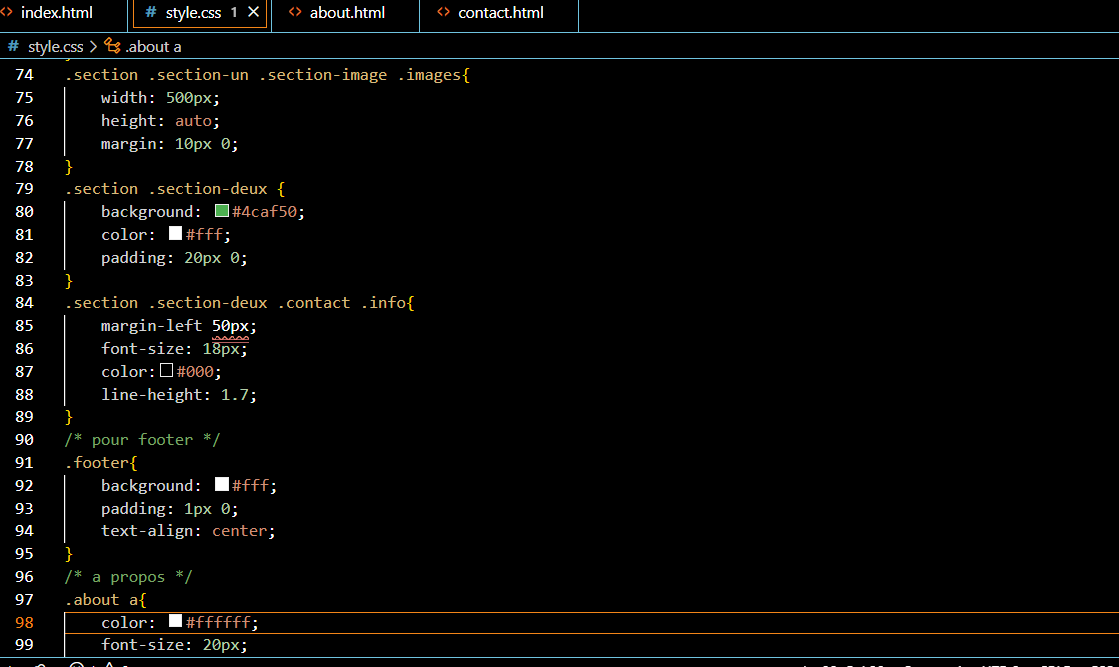 index.html
# style.css 1 ×
about.html
contact.html
# style.css > .about a
74 .section .section-un .section-image .images{
75 width: 500px;
76 height: auto;
77 margin: 10px 0;
78 }
79 .section .section-deux {
80 background: #4caf50;
81 color: #fff;
82 padding: 20px 0;
83 }
84 .section .section-deux .contact .info{
85 margin-left 50px;
86 font-size: 18px;
87 color: #000;
88 line-height: 1.7;
89 }
90 /* pour footer */
91 .footer{
92 background: #fff;
93 padding: 1px 0;
94 text-align: center;
95 }
96 /* a propos */
97 .about a{
98 color: #ffffff;
99 font-size: 20px;